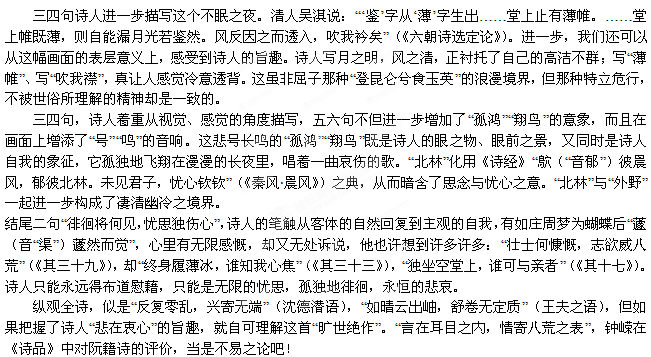 三四句诗人进一步描写这个不眠之夜。清人吴淇说：“‘鉴’字从‘薄’字生出……堂上止有薄帷。……堂
上帷既薄，则自能漏月光若鉴然。风反因之而透入，吹我衿矣”（《六朝诗选定论》）。进一步，我们还可以
从这幅画面的表层意义上，感受到诗人的旨趣。诗人写月之明，风之清，正衬托了自己的高洁不群；写“薄
帷”、写“吹我襟”，真让人感觉冷意透背。这虽非屈子那种“登昆仑兮食玉英”的浪漫境界，但那种特立危行，
不被世俗所理解的精神却是一致的。
三四句，诗人着重从视觉、感觉的角度描写，五六句不但进一步增加了“孤鸿”“翔鸟”的意象，而且在
画面上增添了“号”“鸣”的音响。这悲号长鸣的“孤鸿”“翔鸟”既是诗人的眼之物、眼前之景，又同时是诗人
自我的象征，它孤独地飞翔在漫漫的长夜里，唱着一曲哀伤的歌。“北林”化用《诗经》“鴥（“音郁”）彼晨
风，郁彼北林。未见君子，忧心钦钦”（《秦风·晨风》）之典，从而暗含了思念与忧心之意。“北林”与“外野”
一起进一步构成了凄清幽泠之境界。
结尾二句“徘徊将何见，忧思独伤心”，诗人的笔触从客体的自然回复到主观的自我，有如庄周梦为蝴蝶后“蘧
（音“渠”）蘧然而觉”，心里有无限感慨，却又无处诉说，他也许想到许多许多：“壮士何慷慨，志欲威八
荒”（《其三十九》），却“终身履薄冰，谁知我心焦”（《其三十三》），“独坐空堂上，谁可与亲者”（《其十七》）。
诗人只能永远得布道慰藉，只能是无限的忧思，孤独地徘徊，永恒的悲哀。
纵观全诗，似是“反复零乱，兴寄无端”（沈德潜语），“如晴云出岫，舒卷无定质”（王夫之语），但如
果把握了诗人“悲在衷心”的旨趣，就自可理解这首“旷世绝作”。“言在耳目之内，情寄八荒之表”，钟嵘在
《诗品》中对阮籍诗的评价，当是不易之论吧！